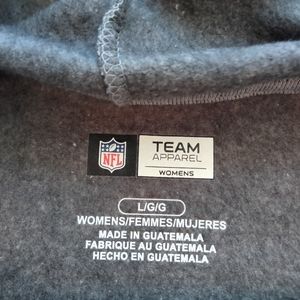 NFL
TEAM
APPAREL
WOMENS
L/G/G
WOMENS/FEMMES/MUJERES
MADE IN GUATEMALA
FABRIQUE AU GUATEMALA
HECHO EN GUATEMALA